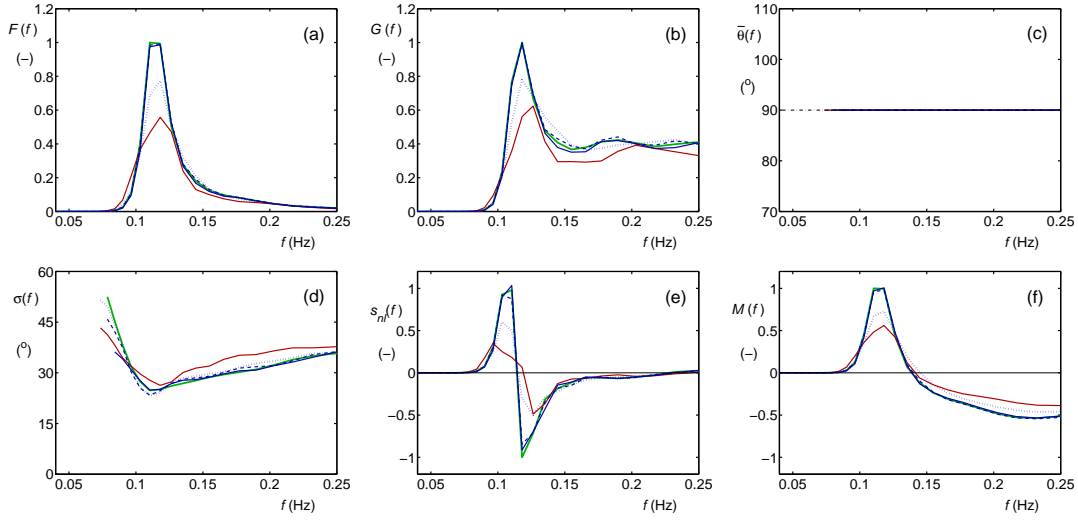 1.2
F(f)
(a)
1
(–)
0.8
0.6
0.4
0.2
0
0.05 0.1 0.15 0.2 0.25
f (Hz)
1.2
G(f)
(b)
1
(–)
0.8
0.6
0.4
0.2
0
0.05 0.1 0.15 0.2 0.25
f (Hz)
110
θ̅(f)
(c)
100
(°)
90
80
70
0.05 0.1 0.15 0.2 0.25
f (Hz)
60
σ(f)
(d)
45
(°)
30
15
0
0.05 0.1 0.15 0.2 0.25
f (Hz)
1
s_nl(f)
(e)
0.5
(–)
0
−0.5
−1
0.05 0.1 0.15 0.2 0.25
f (Hz)
1
M(f)
(f)
0.5
(–)
0
−0.5
−1
0.05 0.1 0.15 0.2 0.25
f (Hz)